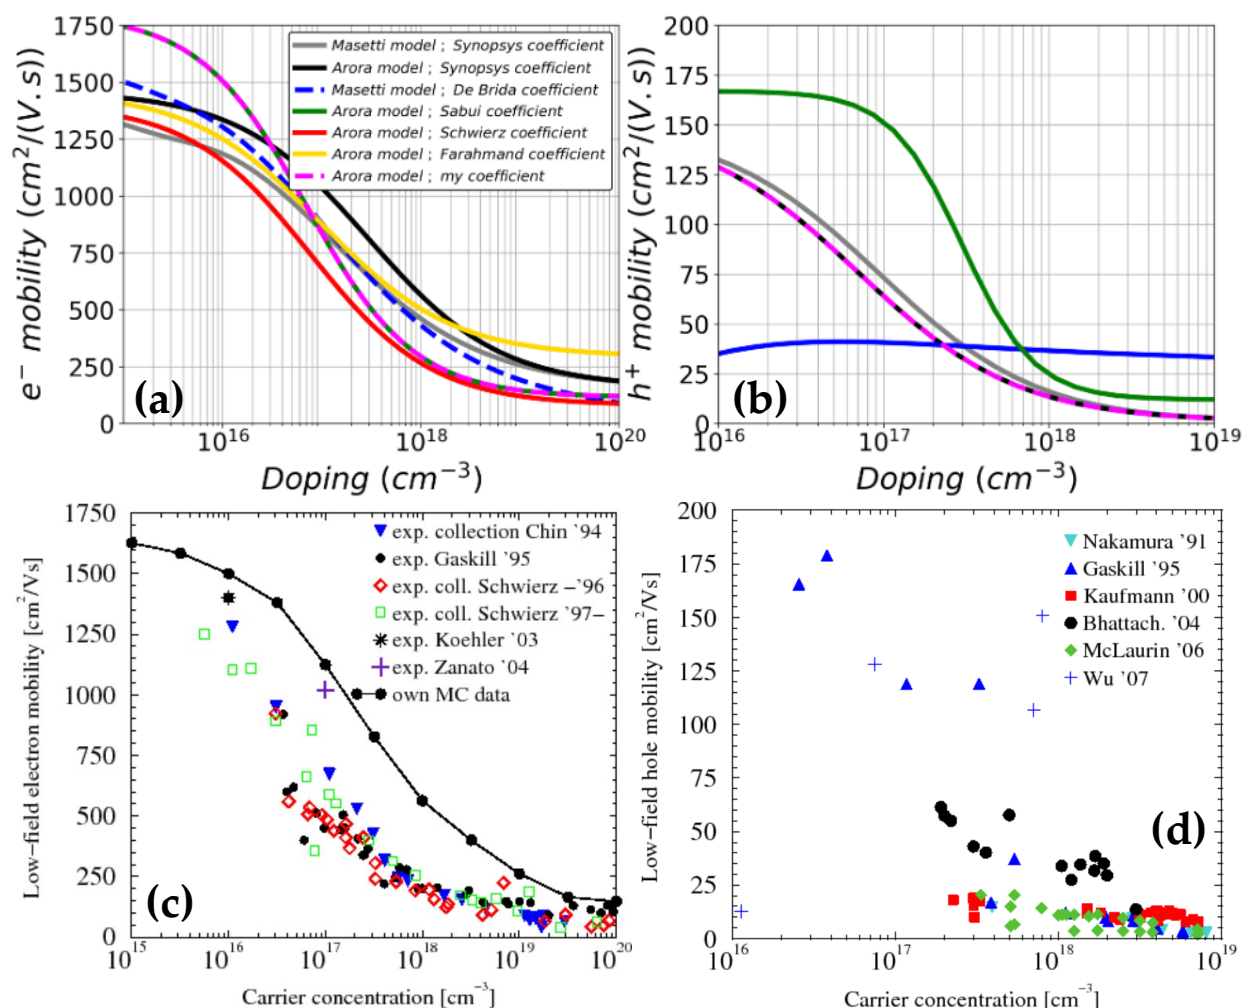 1750
1500
1250
1000
750
500
250
0
e⁻ mobility (cm²/(V.s))
Masetti model ; Synopsys coefficient
Arora model ; Synopsys coefficient
Masetti model ; De Brida coefficient
Arora model ; Sabui coefficient
Arora model ; Schwierz coefficient
Arora model ; Farahmand coefficient
Arora model ; my coefficient
(a)
10¹⁶ 10¹⁷ 10¹⁸ 10¹⁹ 10²⁰
Doping (cm⁻³)
200
175
150
125
100
75
50
25
0
h⁺ mobility (cm²/(V.s))
(b)
10¹⁶ 10¹⁷ 10¹⁸ 10¹⁹
Doping (cm⁻³)
1750
1500
1250
1000
750
500
250
0
Low−field electron mobility [cm²/Vs]
exp. collection Chin ’94
exp. Gaskill ’95
exp. coll. Schwierz −’96
exp. coll. Schwierz ’97−
exp. Koehler ’03
exp. Zanato ’04
own MC data
(c)
10¹⁵ 10¹⁶ 10¹⁷ 10¹⁸ 10¹⁹ 10²⁰
Carrier concentration [cm⁻³]
200
175
150
125
100
75
50
25
0
Low−field hole mobility [cm²/Vs]
Nakamura ’91
Gaskill ’95
Kaufmann ’00
Bhattach. ’04
McLaurin ’06
Wu ’07
(d)
10¹⁶ 10¹⁷ 10¹⁸ 10¹⁹
Carrier concentration [cm⁻³]